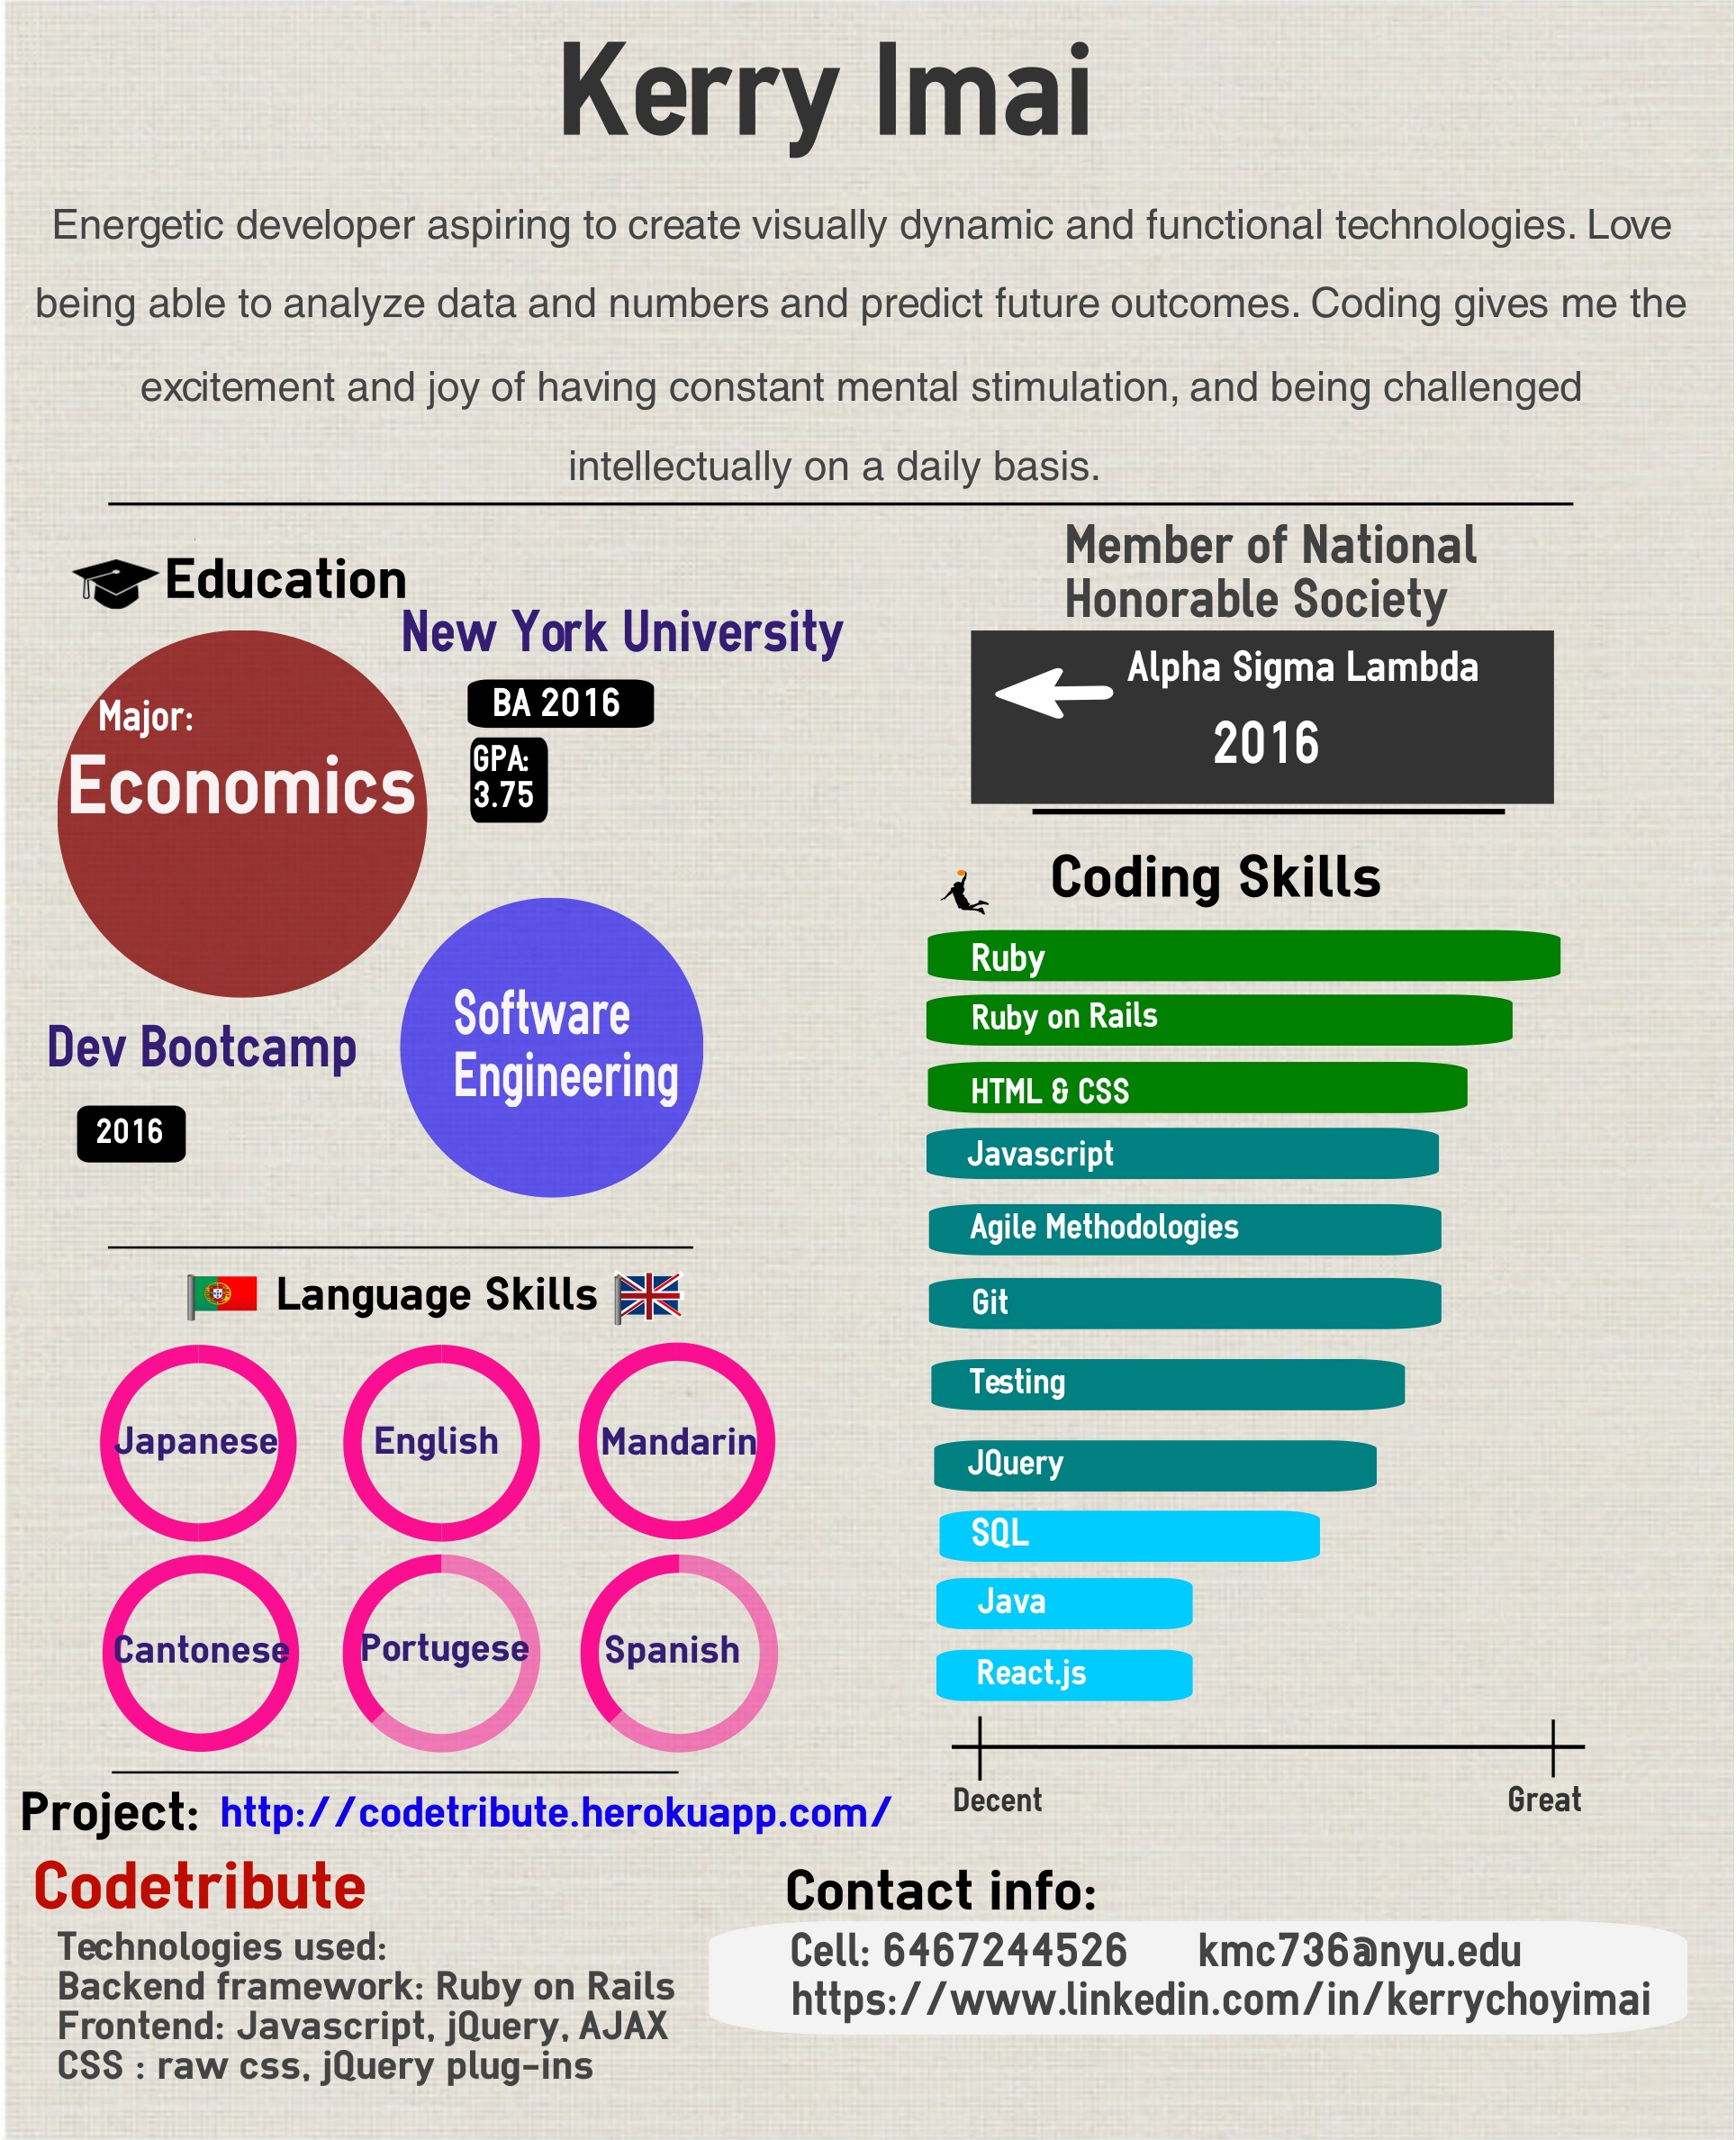 Kerry Imai
Energetic developer aspiring to create visually dynamic and functional technologies. Love
being able to analyze data and numbers and predict future outcomes. Coding gives me the
excitement and joy of having constant mental stimulation, and being challenged
intellectually on a daily basis.
Education
New York University
Major:
Economics
BA 2016
GPA:
3.75
Dev Bootcamp
2016
Software
Engineering
Member of National
Honorable Society
Alpha Sigma Lambda
2016
Coding Skills
Ruby
Ruby on Rails
HTML & CSS
Javascript
Agile Methodologies
Git
Testing
JQuery
SQL
Java
React.js
Decent Great
Language Skills
Japanese English Mandarin
Cantonese Portugese Spanish
Project: http://codetribute.herokuapp.com/
Codetribute
Technologies used:
Backend framework: Ruby on Rails
Frontend: Javascript, jQuery, AJAX
CSS : raw css, jQuery plug-ins
Contact info:
Cell: 6467244526 kmc736@nyu.edu
https://www.linkedin.com/in/kerrychoyimai